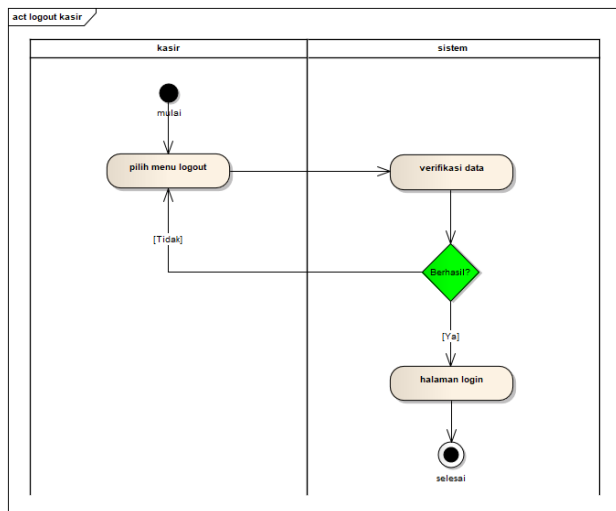 act logout kasir
kasir
sistem
mulai
pilih menu logout
verifikasi data
[Tidak]
Berhasil?
[Ya]
halaman login
selesai